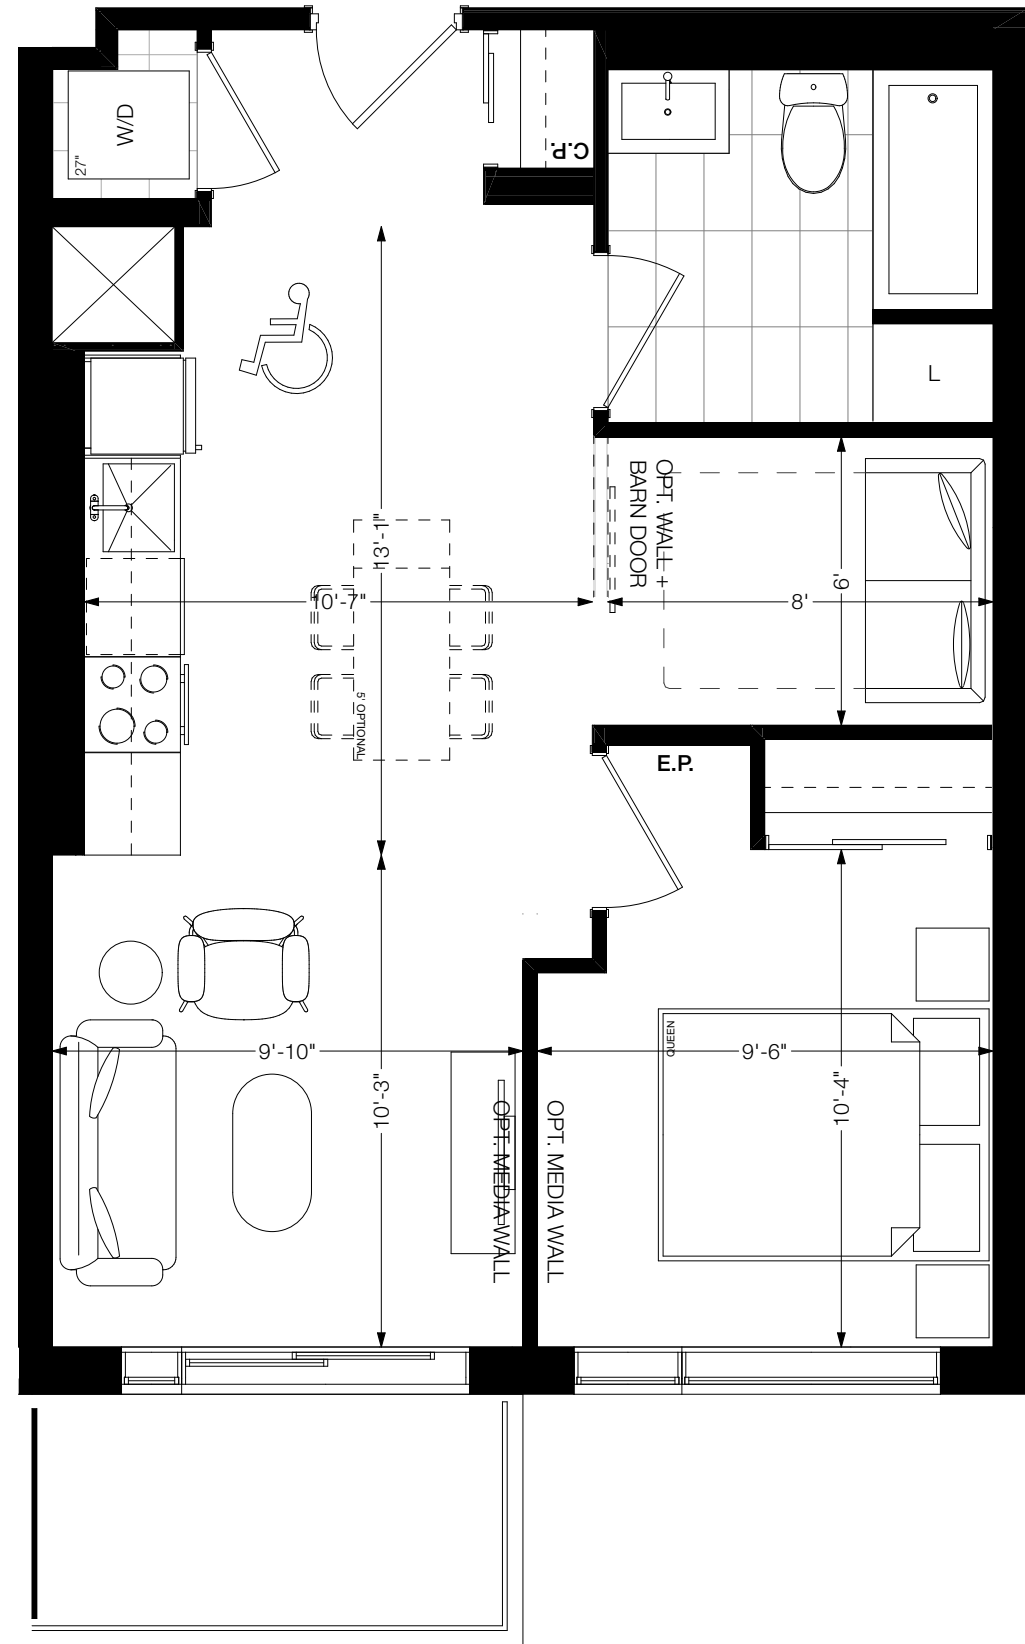 W/D
27"
C.P.
L
OPT. WALL +
BARN DOOR
13'-1"
10'-7"
8'
6'
5' OPTIONAL
E.P.
QUEEN
9'-10"
9'-6"
10'-3"
10'-4"
OPT. MEDIA WALL
OPT. MEDIA WALL